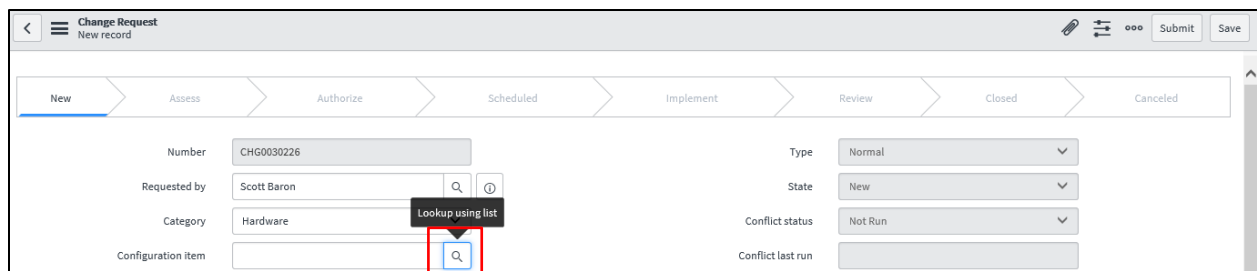 Change Request
New record
Submit
Save
New
Assess
Authorize
Scheduled
Implement
Review
Closed
Canceled
Number
CHG0030226
Type
Normal
Requested by
Scott Baron
State
New
Lookup using list
Category
Hardware
Conflict status
Not Run
Configuration item
Conflict last run